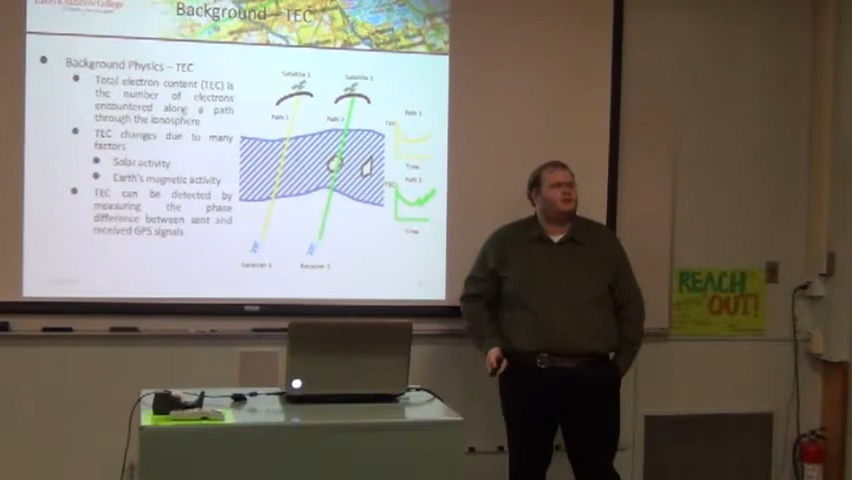 Background – TEC
Background Physics – TEC
Total electron content (TEC) is
the number of electrons
encountered along a path
through the ionosphere
TEC changes due to many
factors
Solar activity
Earth's magnetic activity
TEC can be detected by
measuring the phase
difference between sent and
received GPS signals
Satellite 1
Satellite 2
Path 1
Path 2
Receiver 1
Receiver 2
TEC
Path 1
Time
TEC
Path 2
Time
REACH
OUT!